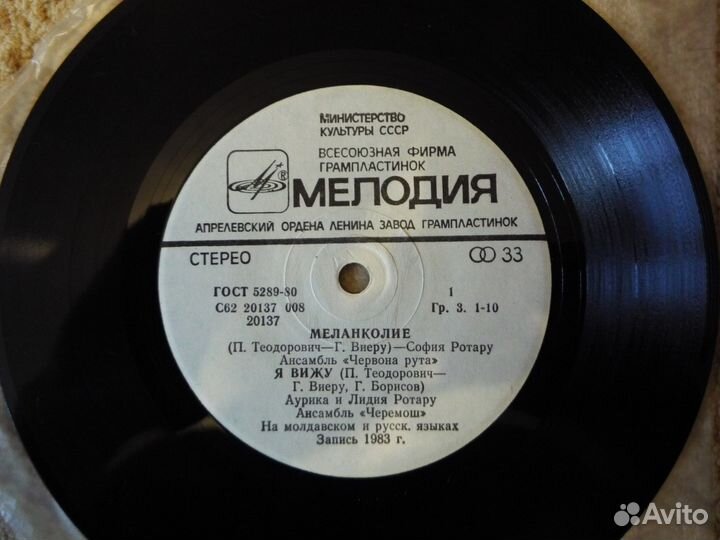 МИНИСТЕРСТВО
КУЛЬТУРЫ СССР
ВСЕСОЮЗНАЯ ФИРМА
ГРАМПЛАСТИНОК
®
МЕЛОДИЯ
АПРЕЛЕВСКИЙ ОРДЕНА ЛЕНИНА ЗАВОД ГРАМПЛАСТИНОК
СТЕРЕО 33
ГОСТ 5289-80 1
С62 20137 008 Гр. 3. 1-10
20137
МЕЛАНКОЛИЕ
(П. Теодорович—Г. Виеру)—София Ротару
Ансамбль «Червона рута»
Я ВИЖУ (П. Теодорович—
Г. Виеру, Г. Борисов)
Аурика и Лидия Ротару
Ансамбль «Черемош»
На молдавском и русск. языках
Запись 1983 г.
Avito